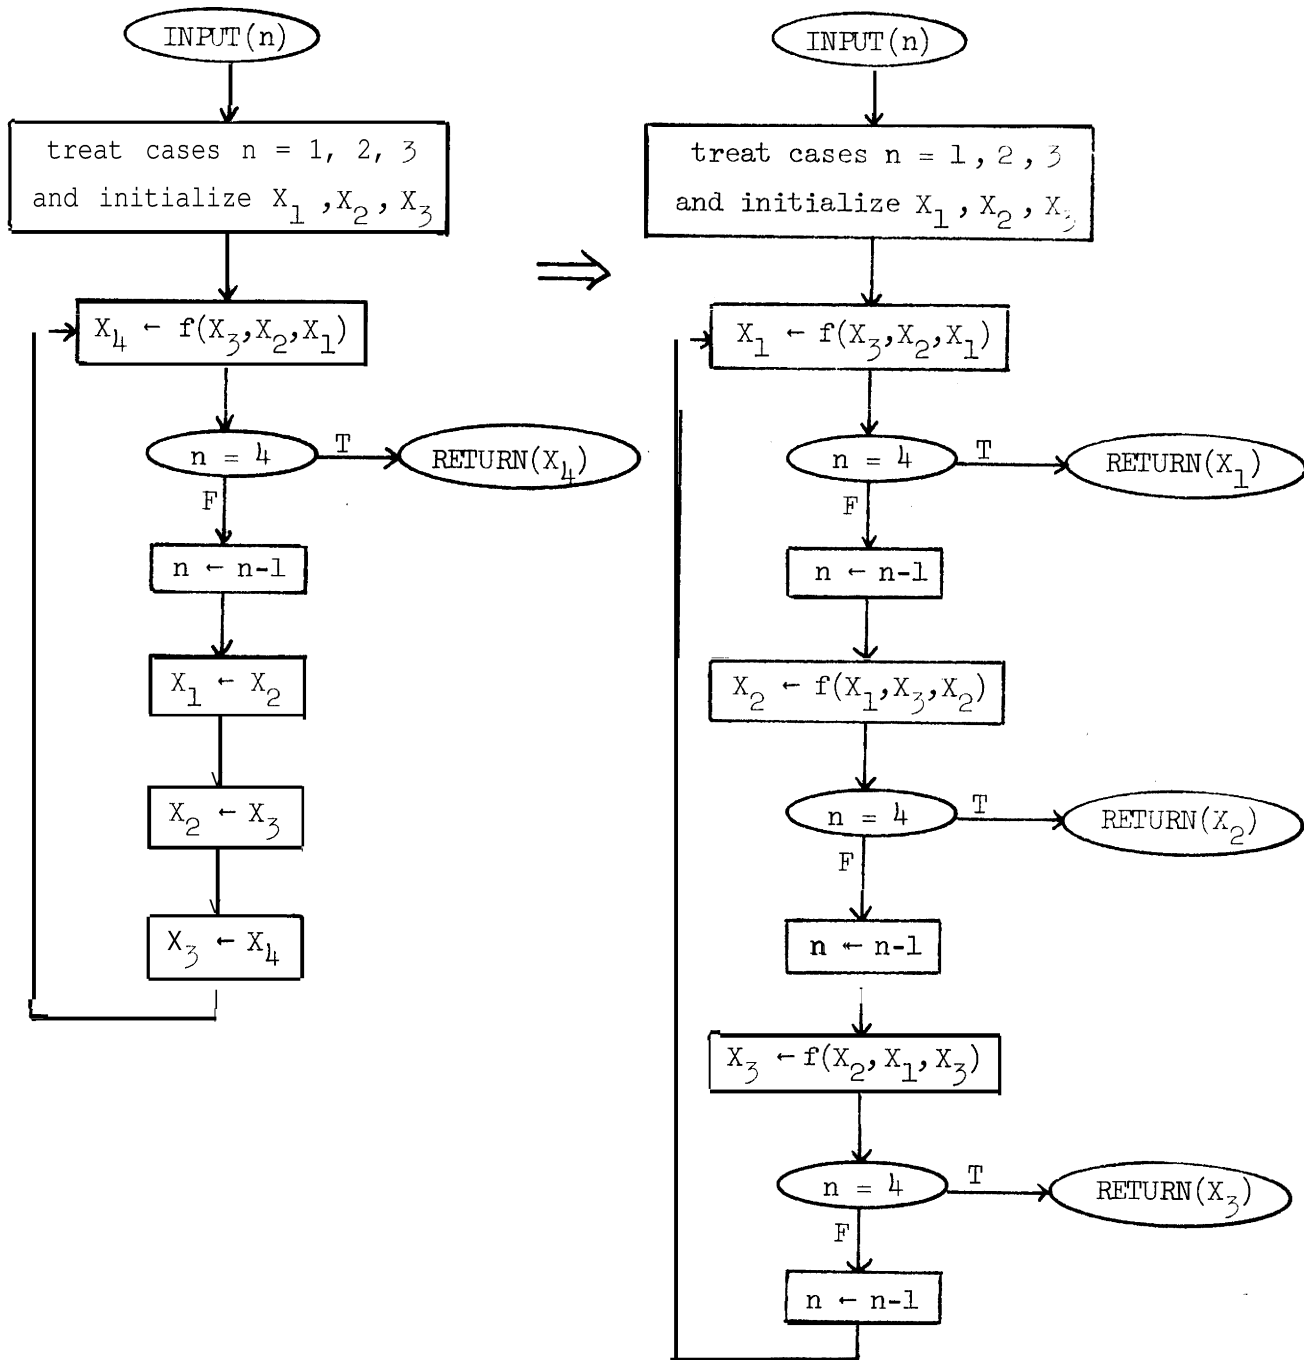 INPUT(n)
treat cases n = 1, 2, 3
and initialize X₁ ,X₂, X₃
X₄ ← f(X₃,X₂,X₁)
n = 4
T
RETURN(X₄)
F
n ← n-1
X₁ ← X₂
X₂ ← X₃
X₃ ← X₄
INPUT(n)
treat cases n = 1, 2, 3
and initialize X₁, X₂, X₃
X₁ ← f(X₃,X₂,X₁)
n = 4
T
RETURN(X₁)
F
n ← n-1
X₂ ← f(X₁,X₃,X₂)
n = 4
T
RETURN(X₂)
F
n ← n-1
X₃ ← f(X₂,X₁,X₃)
n = 4
T
RETURN(X₃)
F
n ← n-1